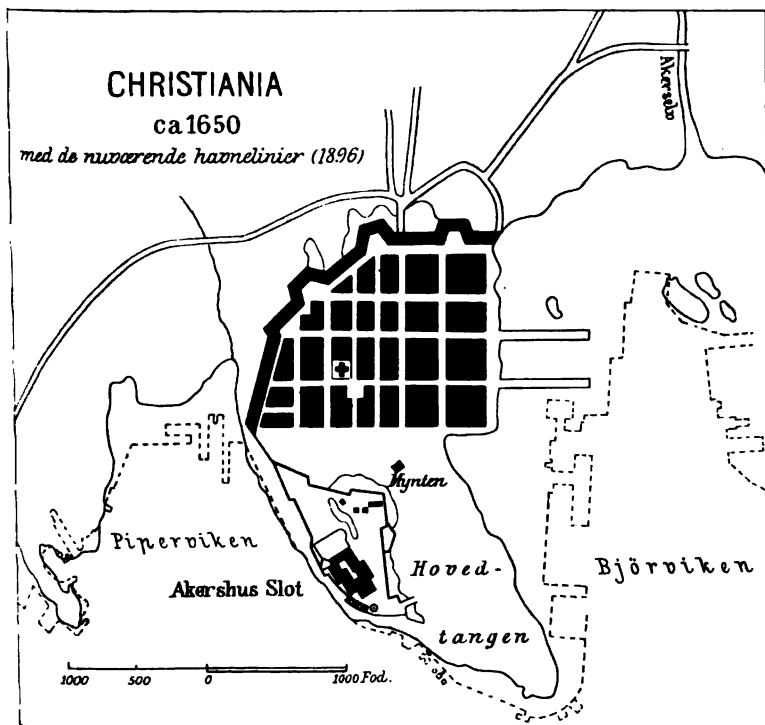 CHRISTIANIA
ca 1650
med de nuværende havnelinier (1896)
Akerselv
Mynten
Piperviken
Akershus Slot
Hoved-
tangen
Björviken
1000 500 0 1000 Fod.